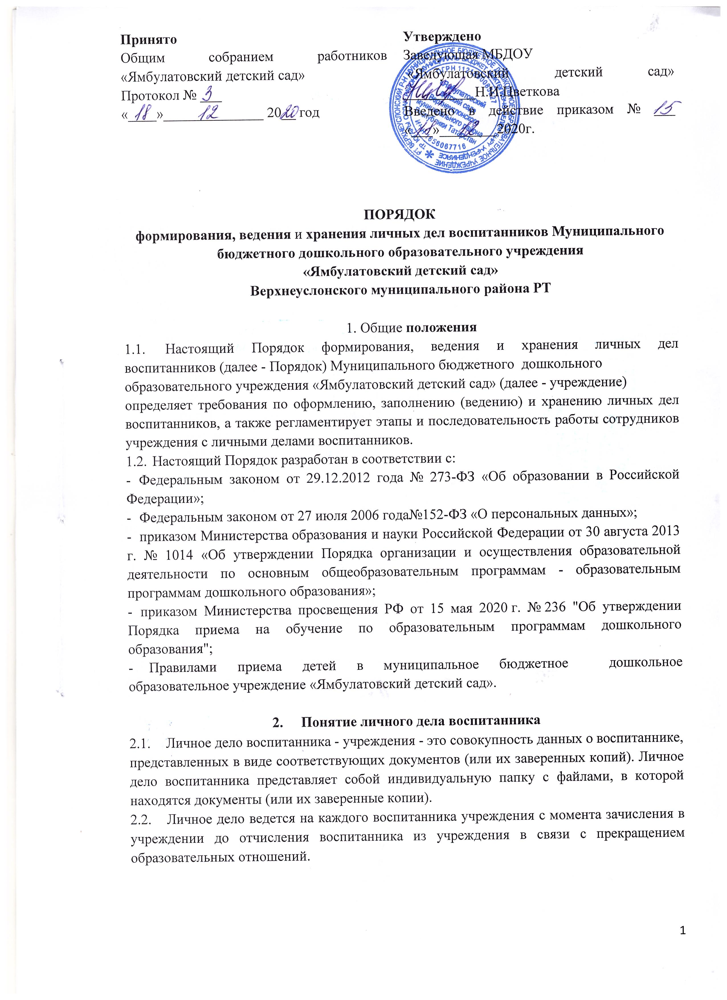 Принято
Общим собранием работников
«Ямбулатовский детский сад»
Протокол № 3
«18» 12 2020 год
Утверждено
Заведующая МБДОУ
«Ямбулатовский детский сад»
Н.И.Цветкова
Введено в действие приказом № 15
«18» 12 2020г.
ПОРЯДОК
формирования, ведения и хранения личных дел воспитанников Муниципального
бюджетного дошкольного образовательного учреждения
«Ямбулатовский детский сад»
Верхнеуслонского муниципального района РТ
1. Общие положения
1.1. Настоящий Порядок формирования, ведения и хранения личных дел
воспитанников (далее - Порядок) Муниципального бюджетного дошкольного
образовательного учреждения «Ямбулатовский детский сад» (далее - учреждение)
определяет требования по оформлению, заполнению (ведению) и хранению личных дел
воспитанников, а также регламентирует этапы и последовательность работы сотрудников
учреждения с личными делами воспитанников.
1.2. Настоящий Порядок разработан в соответствии с:
- Федеральным законом от 29.12.2012 года № 273-ФЗ «Об образовании в Российской
Федерации»;
- Федеральным законом от 27 июля 2006 года№152-ФЗ «О персональных данных»;
- приказом Министерства образования и науки Российской Федерации от 30 августа 2013
г. № 1014 «Об утверждении Порядка организации и осуществления образовательной
деятельности по основным общеобразовательным программам - образовательным
программам дошкольного образования»;
- приказом Министерства просвещения РФ от 15 мая 2020 г. № 236 "Об утверждении
Порядка приема на обучение по образовательным программам дошкольного
образования";
- Правилами приема детей в муниципальное бюджетное дошкольное
образовательное учреждение «Ямбулатовский детский сад».
2. Понятие личного дела воспитанника
2.1. Личное дело воспитанника - учреждения - это совокупность данных о воспитаннике,
представленных в виде соответствующих документов (или их заверенных копий). Личное
дело воспитанника представляет собой индивидуальную папку с файлами, в которой
находятся документы (или их заверенные копии).
2.2. Личное дело ведется на каждого воспитанника учреждения с момента зачисления в
учреждении до отчисления воспитанника из учреждения в связи с прекращением
образовательных отношений.
1